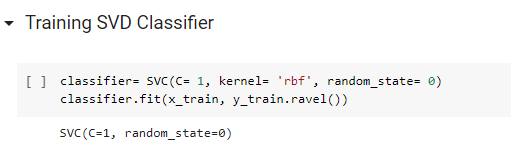 Training SVD Classifier
[ ] classifier= SVC(C= 1, kernel= 'rbf', random_state= 0)
classifier.fit(x_train, y_train.ravel())
SVC(C=1, random_state=0)